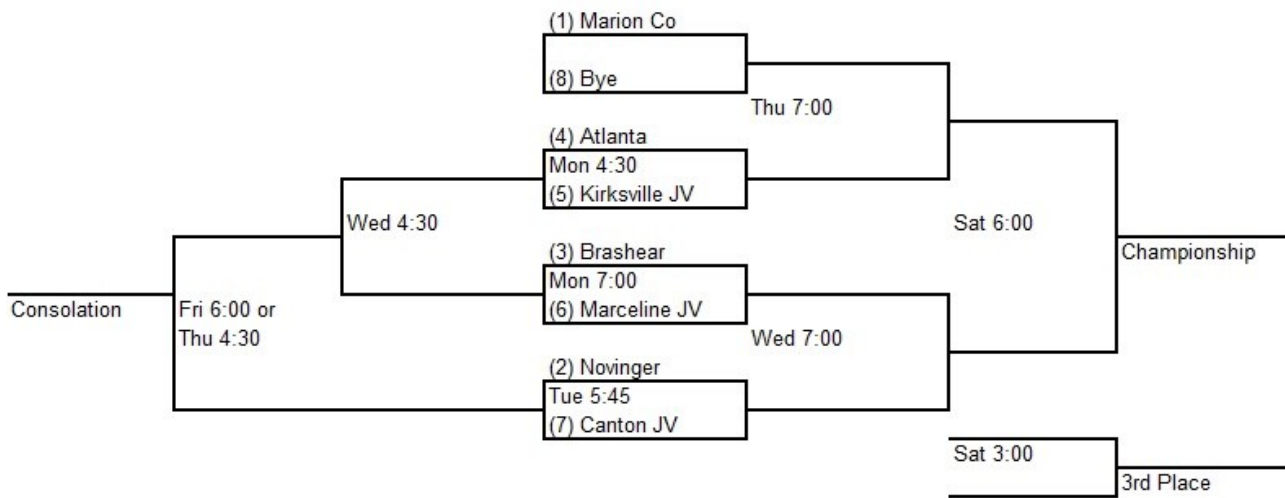 (1) Marion Co
(8) Bye
Thu 7:00
(4) Atlanta
Mon 4:30
(5) Kirksville JV
Wed 4:30
Sat 6:00
(3) Brashear
Championship
Mon 7:00
(6) Marceline JV
Consolation
Fri 6:00 or
Thu 4:30
Wed 7:00
(2) Novinger
Tue 5:45
(7) Canton JV
Sat 3:00
3rd Place